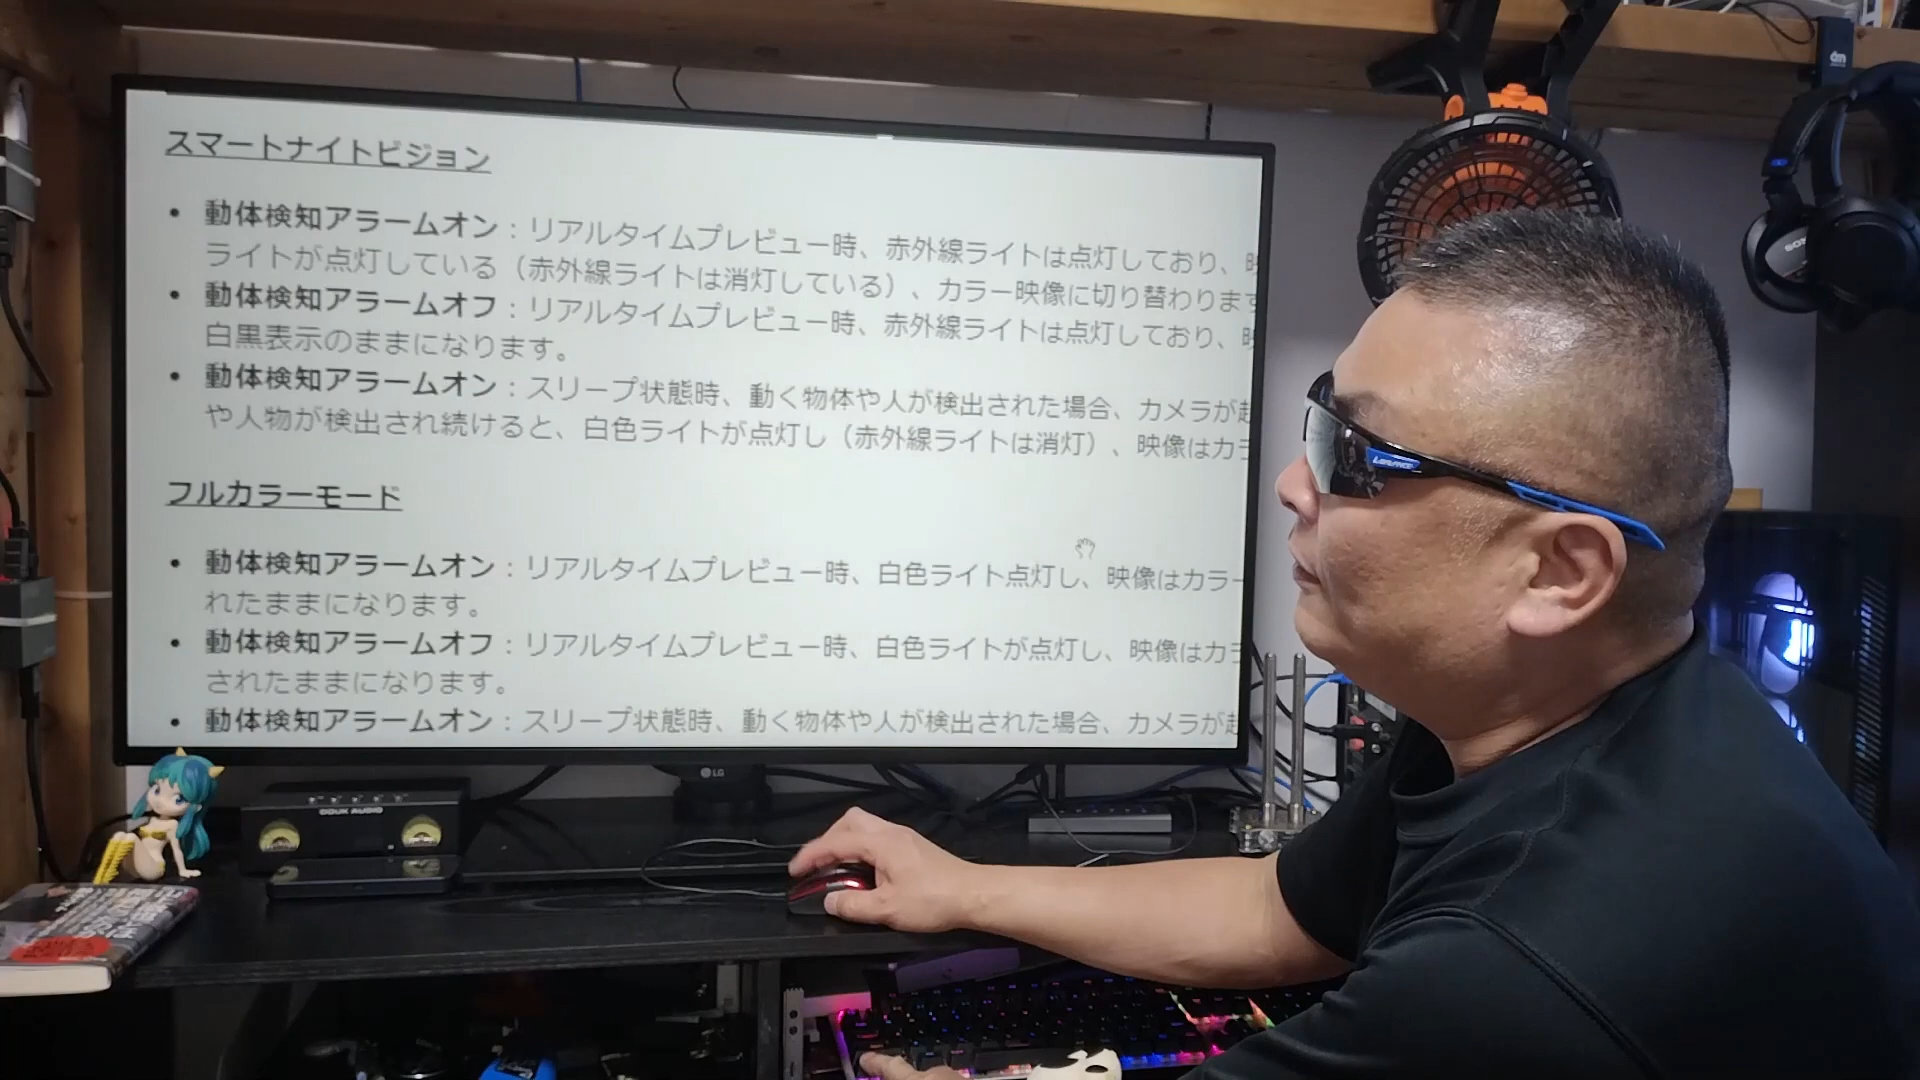 スマートナイトビジョン
• 動体検知アラームオン：リアルタイムプレビュー時、赤外線ライトは点灯しており、
ライトが点灯している（赤外線ライトは消灯している）、カラー映像に切り替わります
• 動体検知アラームオフ：リアルタイムプレビュー時、赤外線ライトは点灯しており、
白黒表示のままになります。
• 動体検知アラームオン：スリープ状態時、動く物体や人が検出された場合、カメラが起
や人物が検出され続けると、白色ライトが点灯し（赤外線ライトは消灯）、映像はカラ
フルカラーモード
• 動体検知アラームオン：リアルタイムプレビュー時、白色ライト点灯し、映像はカラー
れたままになります。
• 動体検知アラームオフ：リアルタイムプレビュー時、白色ライトが点灯し、映像はカラ
されたままになります。
• 動体検知アラームオン：スリープ状態時、動く物体や人が検出された場合、カメラが起
LG
DOUK AUDIO